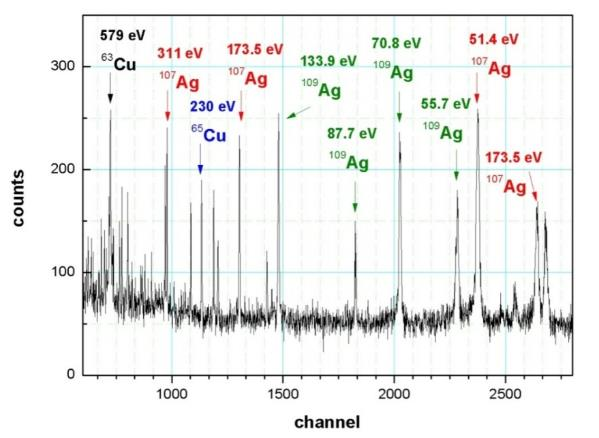 579 eV
⁶³Cu
311 eV
¹⁰⁷Ag
230 eV
⁶⁵Cu
173.5 eV
¹⁰⁷Ag
133.9 eV
¹⁰⁹Ag
87.7 eV
¹⁰⁹Ag
70.8 eV
¹⁰⁹Ag
55.7 eV
¹⁰⁹Ag
51.4 eV
¹⁰⁷Ag
173.5 eV
¹⁰⁷Ag
counts
300
200
100
0
1000
1500
2000
2500
channel